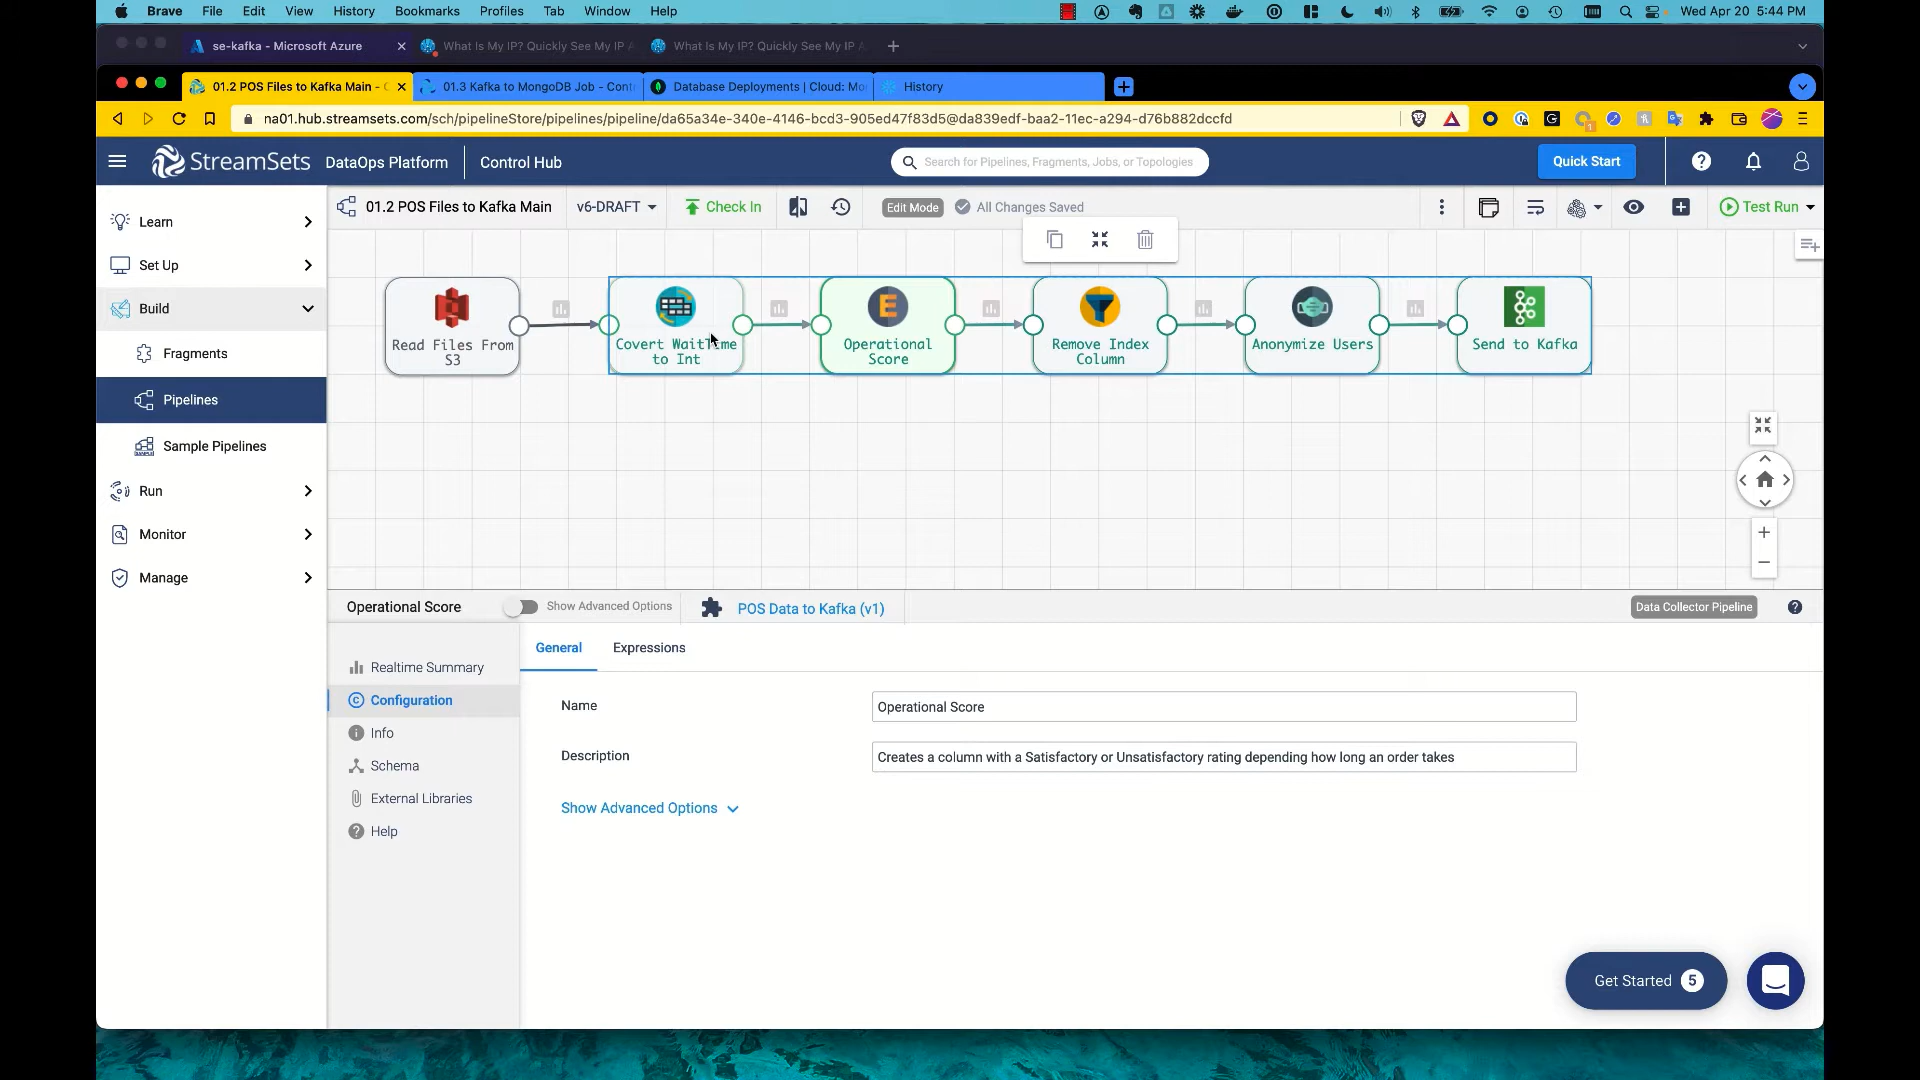 Brave File Edit View History Bookmarks Profiles Tab Window Help Wed Apr 20 5:44 PM
se-kafka - Microsoft Azure What Is My IP? Quickly See My IP A What Is My IP? Quickly See My IP A
01.2 POS Files to Kafka Main - C 01.3 Kafka to MongoDB Job - Cont Database Deployments | Cloud: Mo History
na01.hub.streamsets.com/sch/pipelineStore/pipelines/pipeline/da65a34e-340e-4146-bcd3-905ed47f83d5@da839edf-baa2-11ec-a294-d76b882dccfd
StreamSets DataOps Platform Control Hub Search for Pipelines, Fragments, Jobs, or Topologies Quick Start
Learn
Set Up
Build
Fragments
Pipelines
Sample Pipelines
Run
Monitor
Manage
01.2 POS Files to Kafka Main v6-DRAFT Check In Edit Mode All Changes Saved Test Run
Read Files From
S3
Covert WaitTime
to Int
Operational
Score
Remove Index
Column
Anonymize Users
Send to Kafka
Operational Score Show Advanced Options POS Data to Kafka (v1) Data Collector Pipeline
Realtime Summary
Configuration
Info
Schema
External Libraries
Help
General Expressions
Name Operational Score
Description Creates a column with a Satisfactory or Unsatisfactory rating depending how long an order takes
Show Advanced Options
Get Started 5